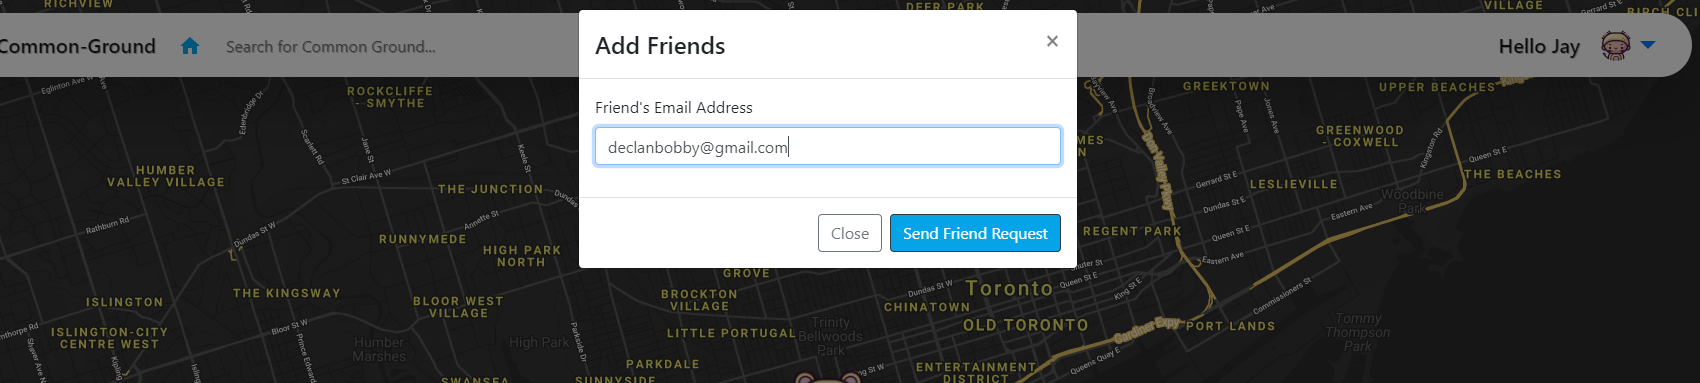 RICHVIEW
DEER PARK
VILLAGE
BIRCH CLI
Common-Ground
Search for Common Ground...
Hello Jay
Add Friends
×
Friend's Email Address
declanbobby@gmail.com
Close
Send Friend Request
Eglinton Ave W
ROCKCLIFFE
- SMYTHE
Edenbridge Dr
Scarlett Rd
Jane St
Keele St
St Clair Ave W
HUMBER
VALLEY VILLAGE
THE JUNCTION
Dundas
Rathburn Rd
Dundas St W
Annette St
RUNNYMEDE
HIGH PARK
NORTH
THE KINGSWAY
ISLINGTON
BLOOR WEST
VILLAGE
Bloor St W
ISLINGTON-CITY
CENTRE WEST
Humber
Marshes
High Park
Kipling
Parkside Dr
GROVE
BROCKTON
VILLAGE
LITTLE PORTUGAL
Trinity
Bellwoods
Park
PARKDALE
SWANSEA
SUNNYSIDE
Dundas St W
CHINATOWN
Toronto
OLD TORONTO
King St W
ENTERTAINMENT
DISTRICT
GREEKTOWN
UPPER BEACHES
Queen St E
Broadview Ave
Pape Ave
Jones Ave
GREENWOOD
- COXWELL
Kingston Rd
THE BEACHES
Don Valley Pkwy
Gerrard St E
LESLIEVILLE
Woodbine
Park
Dundas St E
Eastern Ave
REGENT PARK
Queen St E
Eastern Ave
Queen St E
King St E
Commissioners St
Gardiner Expy
PORT LANDS
Tommy
Thompson
Park
Queens Quay E